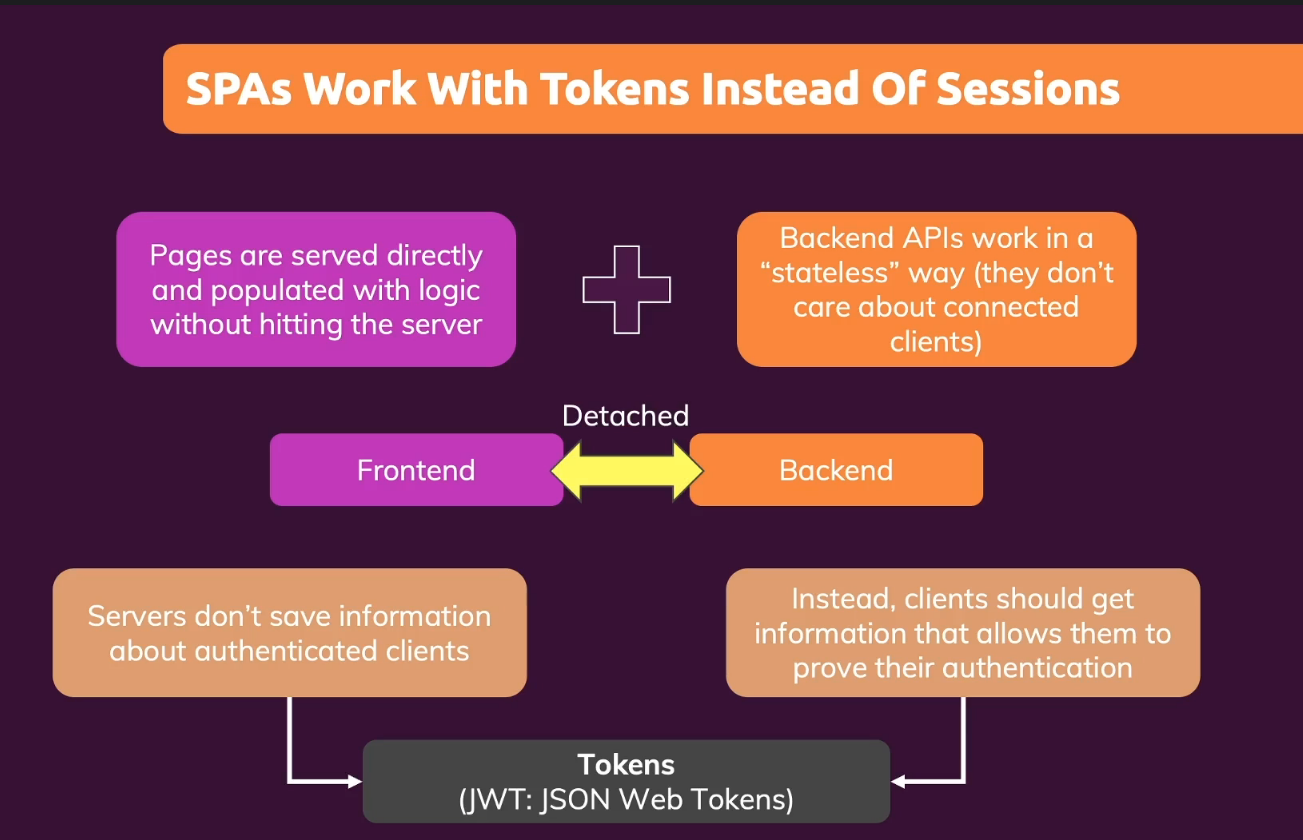 SPAs Work With Tokens Instead Of Sessions
Pages are served directly
and populated with logic
without hitting the server
Backend APIs work in a
“stateless” way (they don’t
care about connected
clients)
Detached
Frontend
Backend
Servers don’t save information
about authenticated clients
Instead, clients should get
information that allows them to
prove their authentication
Tokens
(JWT: JSON Web Tokens)